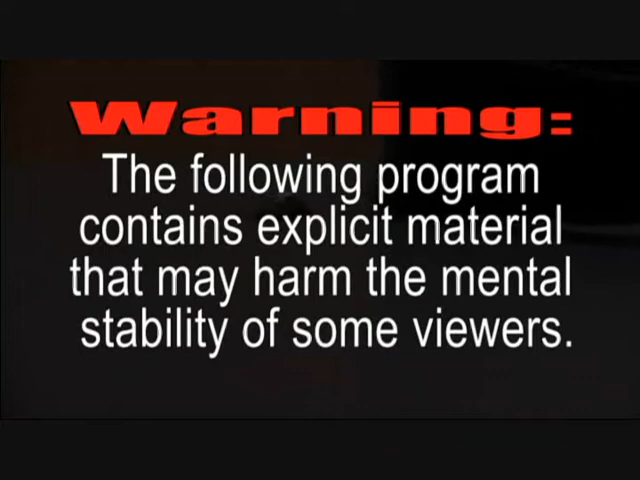 Warning:
The following program
contains explicit material
that may harm the mental
stability of some viewers.